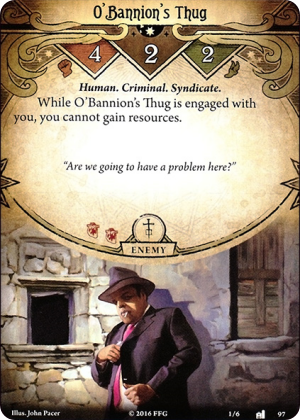 O'Bannion's Thug
4 2 2
Human. Criminal. Syndicate.
While O'Bannion's Thug is engaged with
you, you cannot gain resources.
"Are we going to have a problem here?"
ENEMY
Illus. John Pacer © 2016 FFG 1/6 97